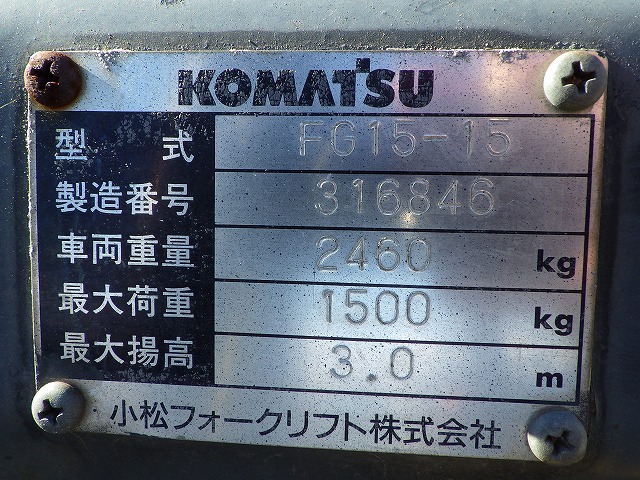 KOMATSU
型式 FG15-15
製造番号 316846
車両重量 2460 kg
最大荷重 1500 kg
最大揚高 3.0 m
小松フォークリフト株式会社